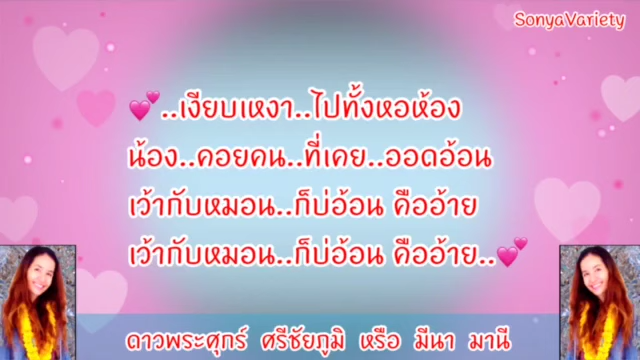 SonyaVariety
💕..เงียบเหงา..ไปทั้งหอห้อง
น้อง..คอยคน..ที่เคย..ออดอ้อน
เว้ากับหมอน..ก็บ่อ้อน คืออ้าย
เว้ากับหมอน..ก็บ่อ้อน คืออ้าย..💕
ดาวพระศุกร์ ศรีชัยภูมิ หรือ มีนา มานี